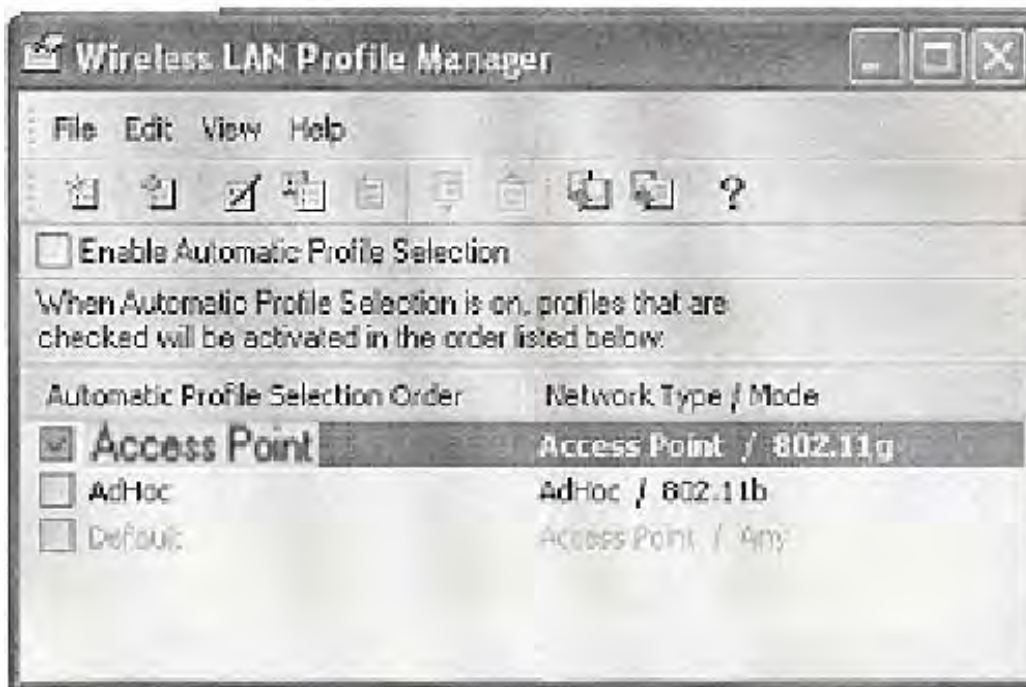 Wireless LAN Profile Manager
File Edit View Help
?
Enable Automatic Profile Selection
When Automatic Profile Selection is on, profiles that are
checked will be activated in the order listed below.
Automatic Profile Selection Order Network Type / Mode
Access Point Access Point / 802.11g
AdHoc AdHoc / 802.11b
Default Access Point / Any